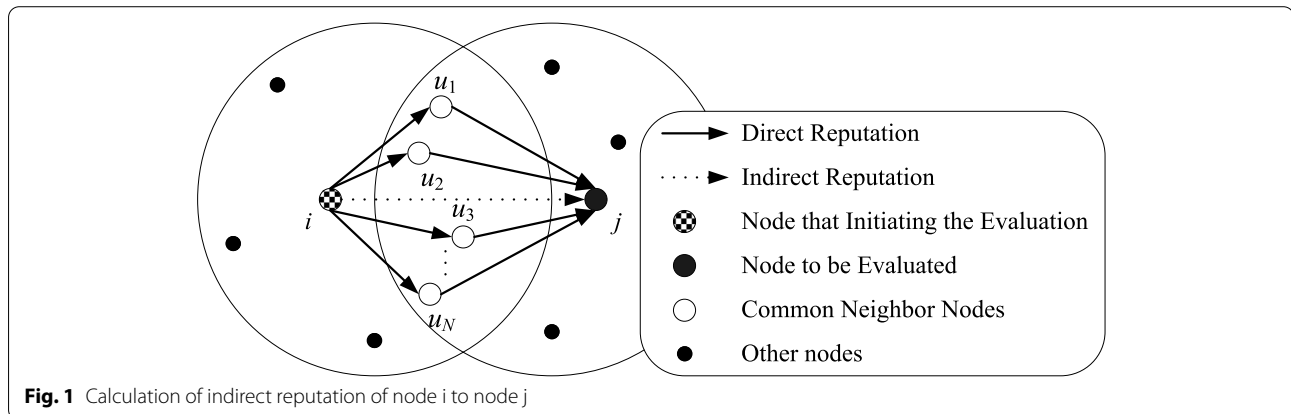 u1
u2
i
u3
j
uN
Direct Reputation
Indirect Reputation
Node that Initiating the Evaluation
Node to be Evaluated
Common Neighbor Nodes
Other nodes
Fig. 1 Calculation of indirect reputation of node i to node j